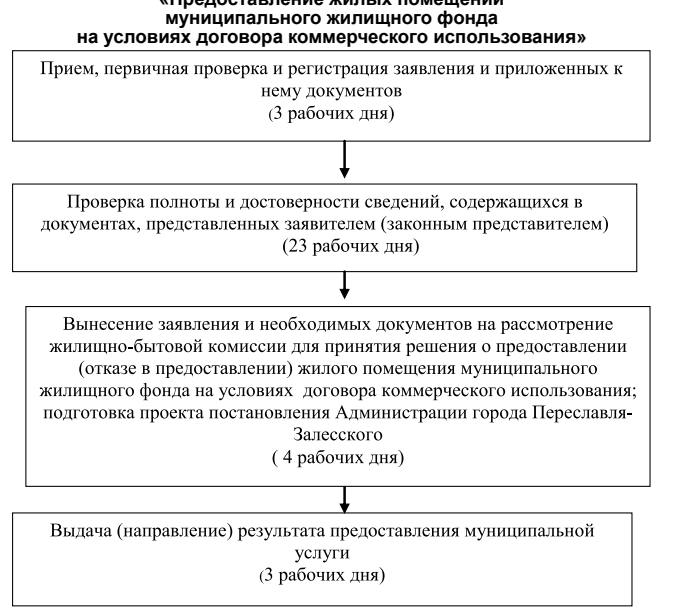 «Предоставление жилых помещений
муниципального жилищного фонда
на условиях договора коммерческого использования»
Прием, первичная проверка и регистрация заявления и приложенных к
нему документов
(3 рабочих дня)
Проверка полноты и достоверности сведений, содержащихся в
документах, представленных заявителем (законным представителем)
(23 рабочих дня)
Вынесение заявления и необходимых документов на рассмотрение
жилищно-бытовой комиссии для принятия решения о предоставлении
(отказе в предоставлении) жилого помещения муниципального
жилищного фонда на условиях договора коммерческого использования;
подготовка проекта постановления Администрации города Переславля-
Залесского
( 4 рабочих дня)
Выдача (направление) результата предоставления муниципальной
услуги
(3 рабочих дня)